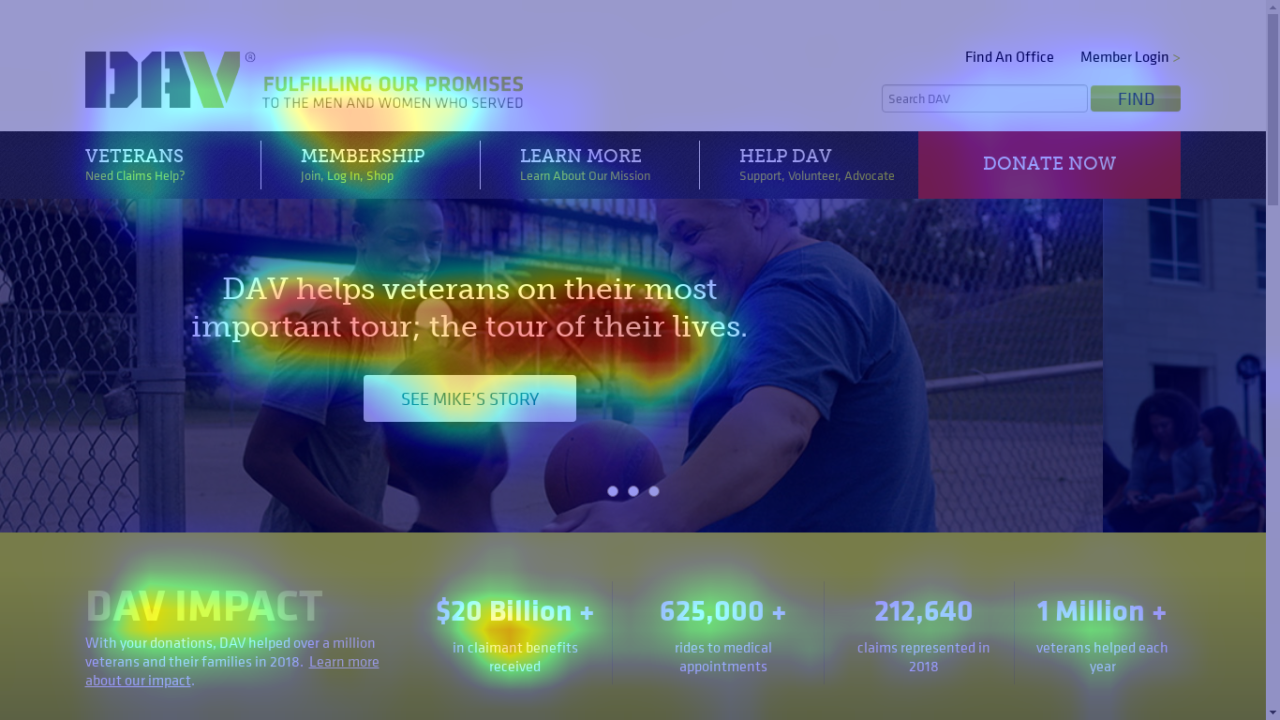 DAV®
FULFILLING OUR PROMISES
TO THE MEN AND WOMEN WHO SERVED
Find An Office
Member Login >
Search DAV
FIND
VETERANS
Need Claims Help?
MEMBERSHIP
Join, Log In, Shop
LEARN MORE
Learn About Our Mission
HELP DAV
Support, Volunteer, Advocate
DONATE NOW
DAV helps veterans on their most
important tour; the tour of their lives.
SEE MIKE'S STORY
DAV IMPACT
With your donations, DAV helped over a million
veterans and their families in 2018. Learn more
about our impact.
$20 Billion +
in claimant benefits
received
625,000 +
rides to medical
appointments
212,640
claims represented in
2018
1 Million +
veterans helped each
year